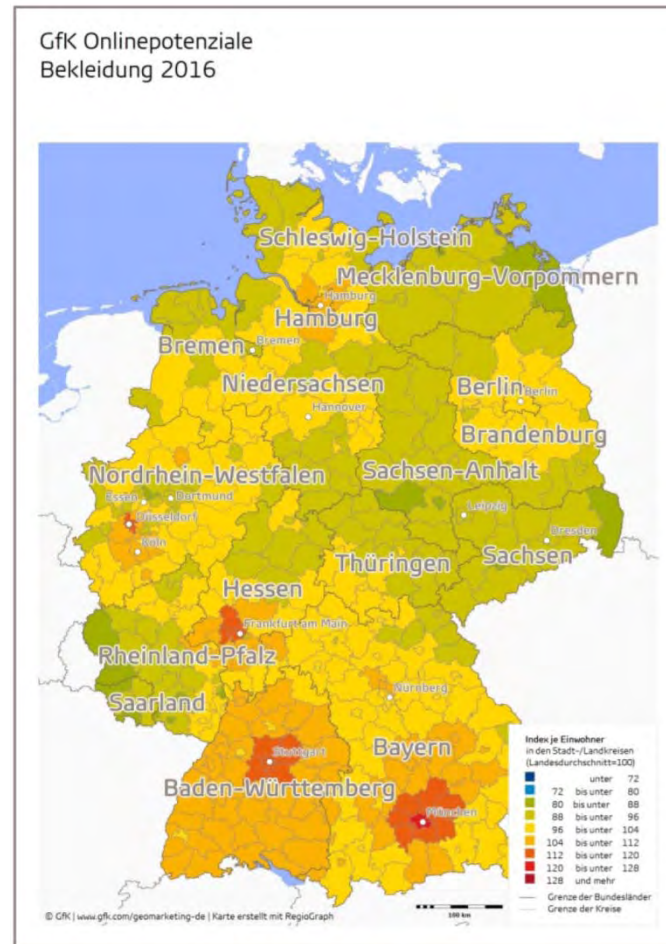 GfK Onlinepotenziale
Bekleidung 2016
Schleswig-Holstein
Mecklenburg-Vorpommern
Hamburg
Hamburg
Bremen
Bremen
Niedersachsen
Hannover
Berlin
Berlin
Brandenburg
Nordrhein-Westfalen
Sachsen-Anhalt
Essen
Dortmund
Düsseldorf
Köln
Leipzig
Dresden
Sachsen
Thüringen
Hessen
Frankfurt am Main
Rheinland-Pfalz
Saarland
Nürnberg
Bayern
Stuttgart
Baden-Württemberg
München
Index je Einwohner
in den Stadt-/Landkreisen
(Landesdurchschnitt=100)
unter 72
72 bis unter 80
80 bis unter 88
88 bis unter 96
96 bis unter 104
104 bis unter 112
112 bis unter 120
120 bis unter 128
128 und mehr
Grenze der Bundesländer
Grenze der Kreise
100 km
© GfK | www.gfk.com/geomarketing-de | Karte erstellt mit RegioGraph